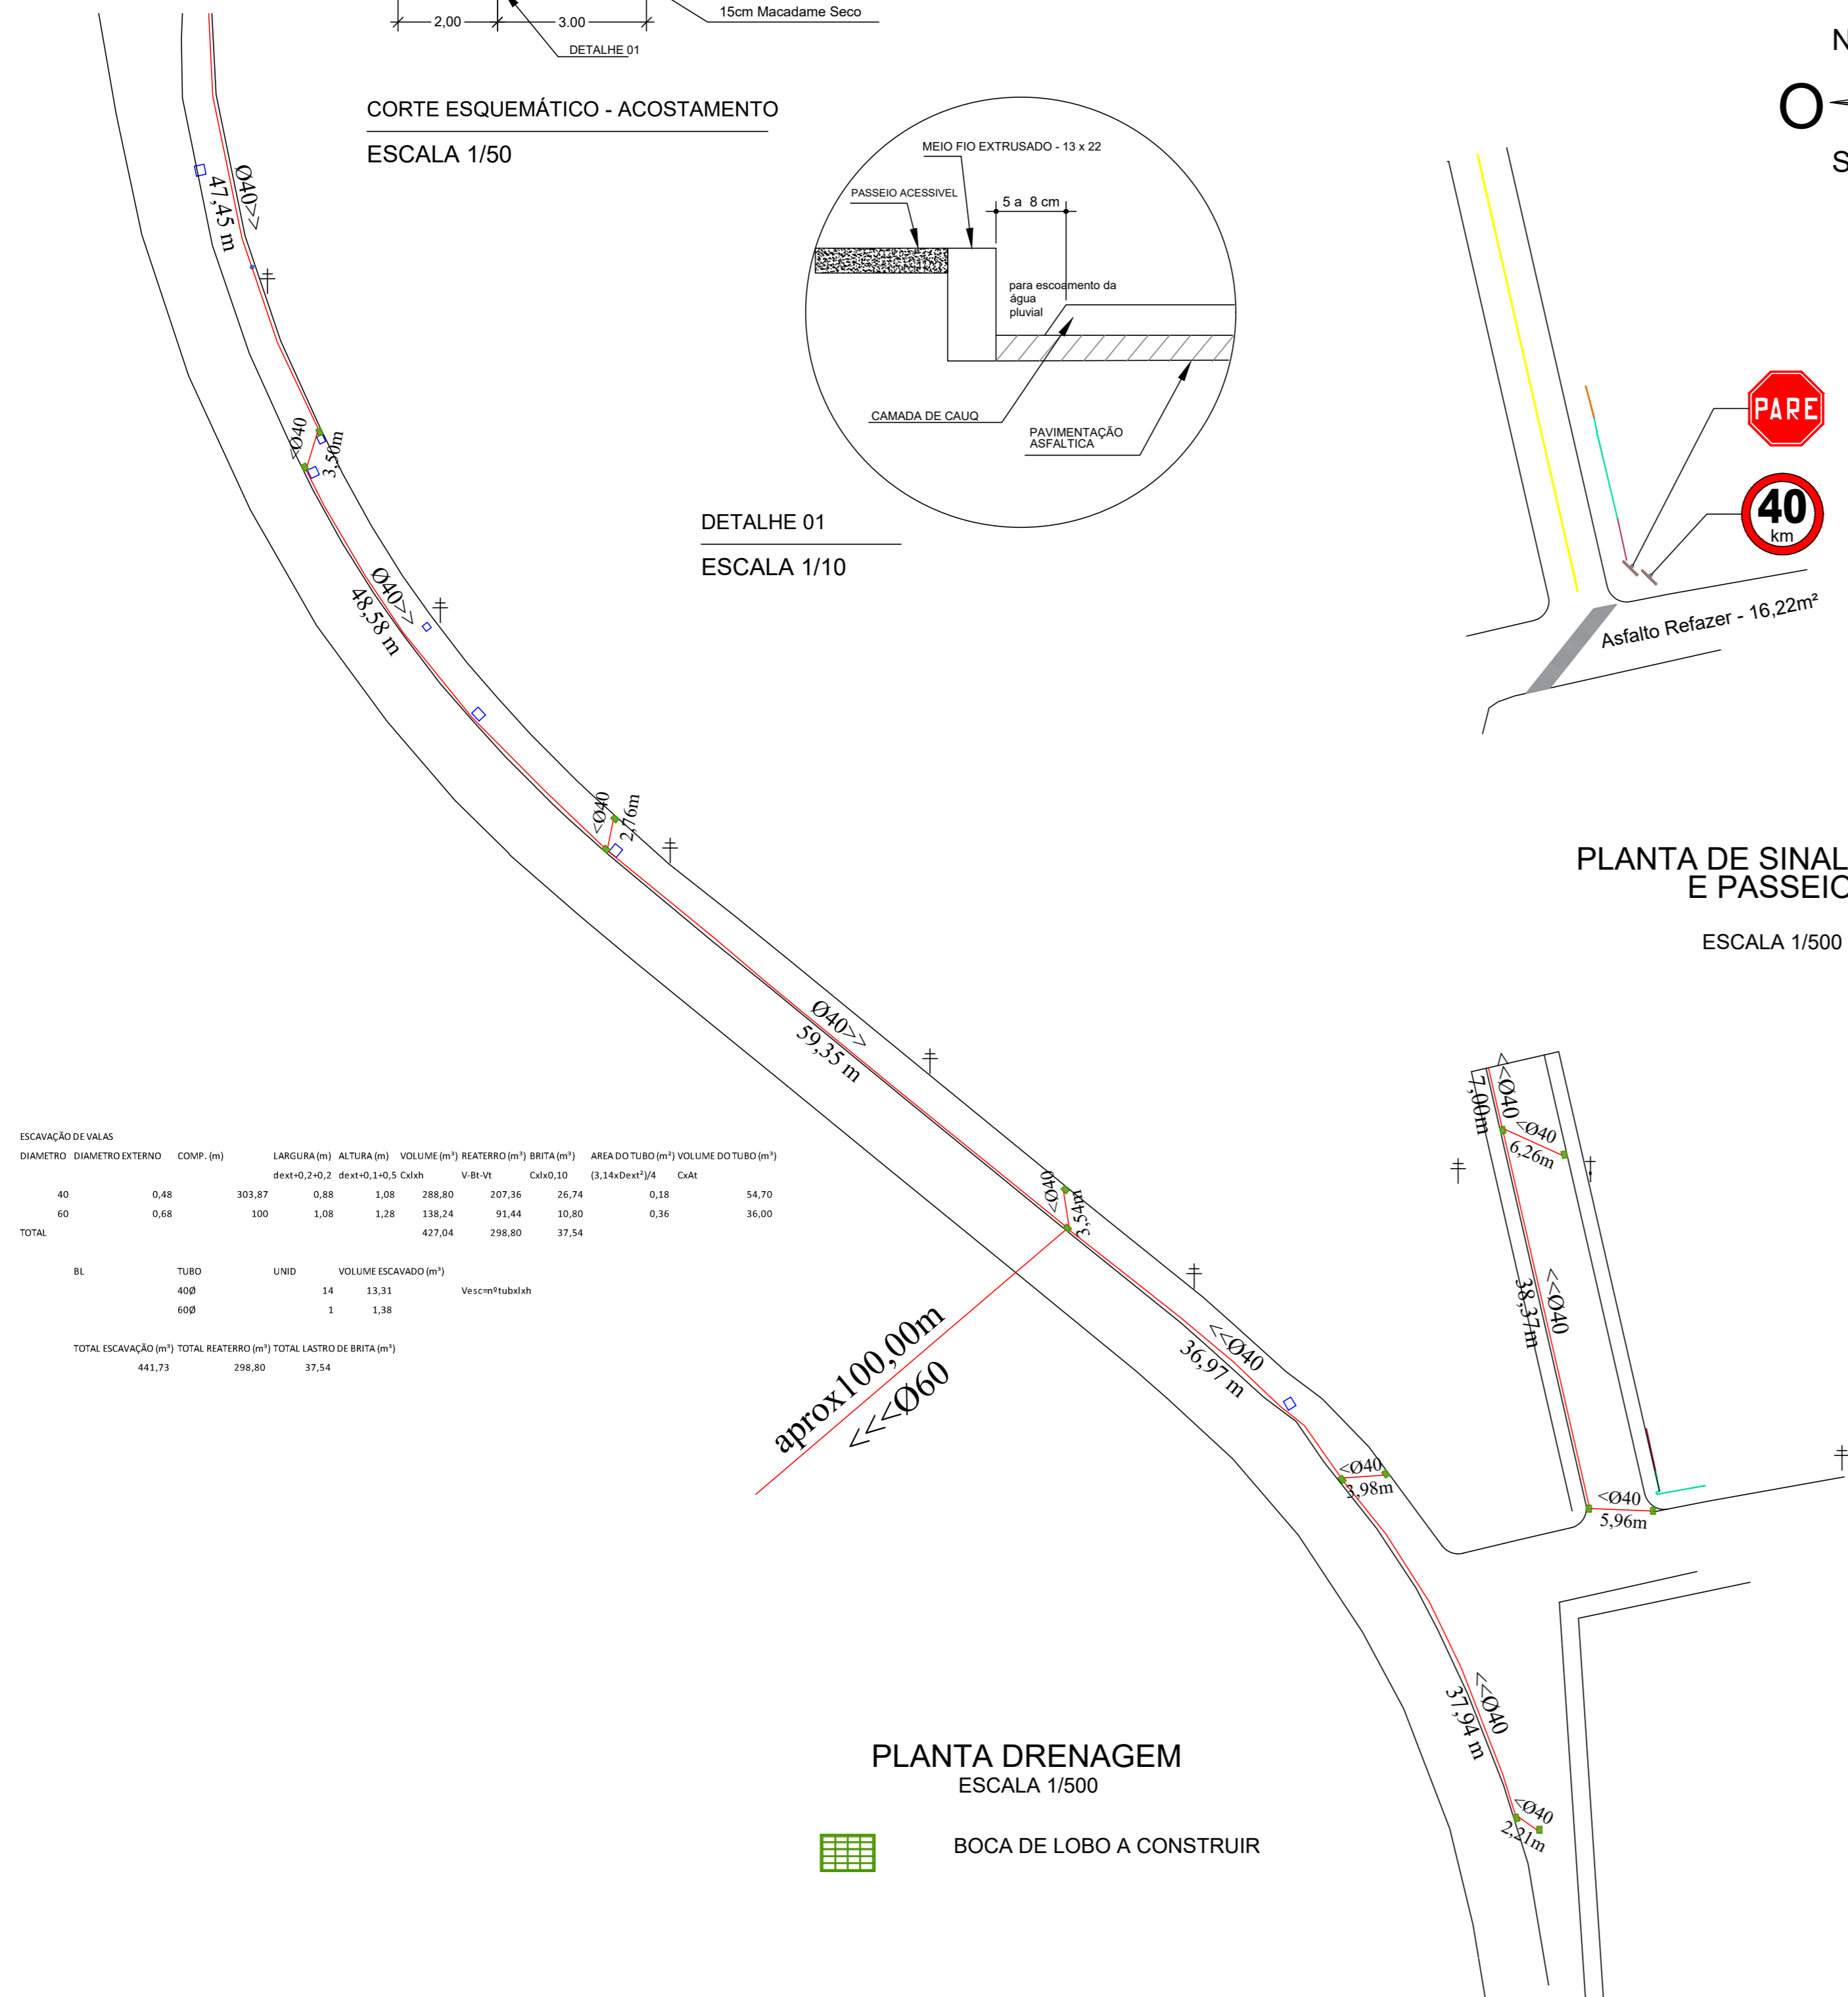 2,00
3.00
15cm Macadame Seco
DETALHE 01
CORTE ESQUEMÁTICO - ACOSTAMENTO
ESCALA 1/50
MEIO FIO EXTRUSADO - 13 x 22
PASSEIO ACESSIVEL
5 a 8 cm
para escoamento da
água
pluvial
CAMADA DE CAUQ
PAVIMENTAÇÃO
ASFALTICA
DETALHE 01
ESCALA 1/10
N
O
S
PARE
40
km
Asfalto Refazer - 16,22m²
PLANTA DE SINAL
E PASSEIO
ESCALA 1/500
Ø40>>
47,45 m
<Ø40
3,50m
Ø40>>
48,58 m
<Ø40
2,76m
Ø40>>
59,35 m
<Ø40
3,54m
aprox100,00m
<<<Ø60
<<Ø40
36,97 m
<Ø40
3,98m
<<Ø40
37,94 m
<Ø40
2,21m
<<Ø40
7,00m
<Ø40
6,26m
<<Ø40
38,37m
<Ø40
5,96m
ESCAVAÇÃO DE VALAS
DIAMETRO DIAMETRO EXTERNO COMP. (m) LARGURA (m) ALTURA (m) VOLUME (m³) REATERRO (m³) BRITA (m³) AREA DO TUBO (m²) VOLUME DO TUBO (m³)
dext+0,2+0,2 dext+0,1+0,5 Cxlxh V-Bt-Vt Cxlx0,10 (3,14xDext²)/4 CxAt
40 0,48 303,87 0,88 1,08 288,80 207,36 26,74 0,18 54,70
60 0,68 100 1,08 1,28 138,24 91,44 10,80 0,36 36,00
TOTAL 427,04 298,80 37,54
BL TUBO UNID VOLUME ESCAVADO (m³)
40Ø 14 13,31 Vesc=nºtubxlxh
60Ø 1 1,38
TOTAL ESCAVAÇÃO (m³) TOTAL REATERRO (m³) TOTAL LASTRO DE BRITA (m³)
441,73 298,80 37,54
PLANTA DRENAGEM
ESCALA 1/500
BOCA DE LOBO A CONSTRUIR